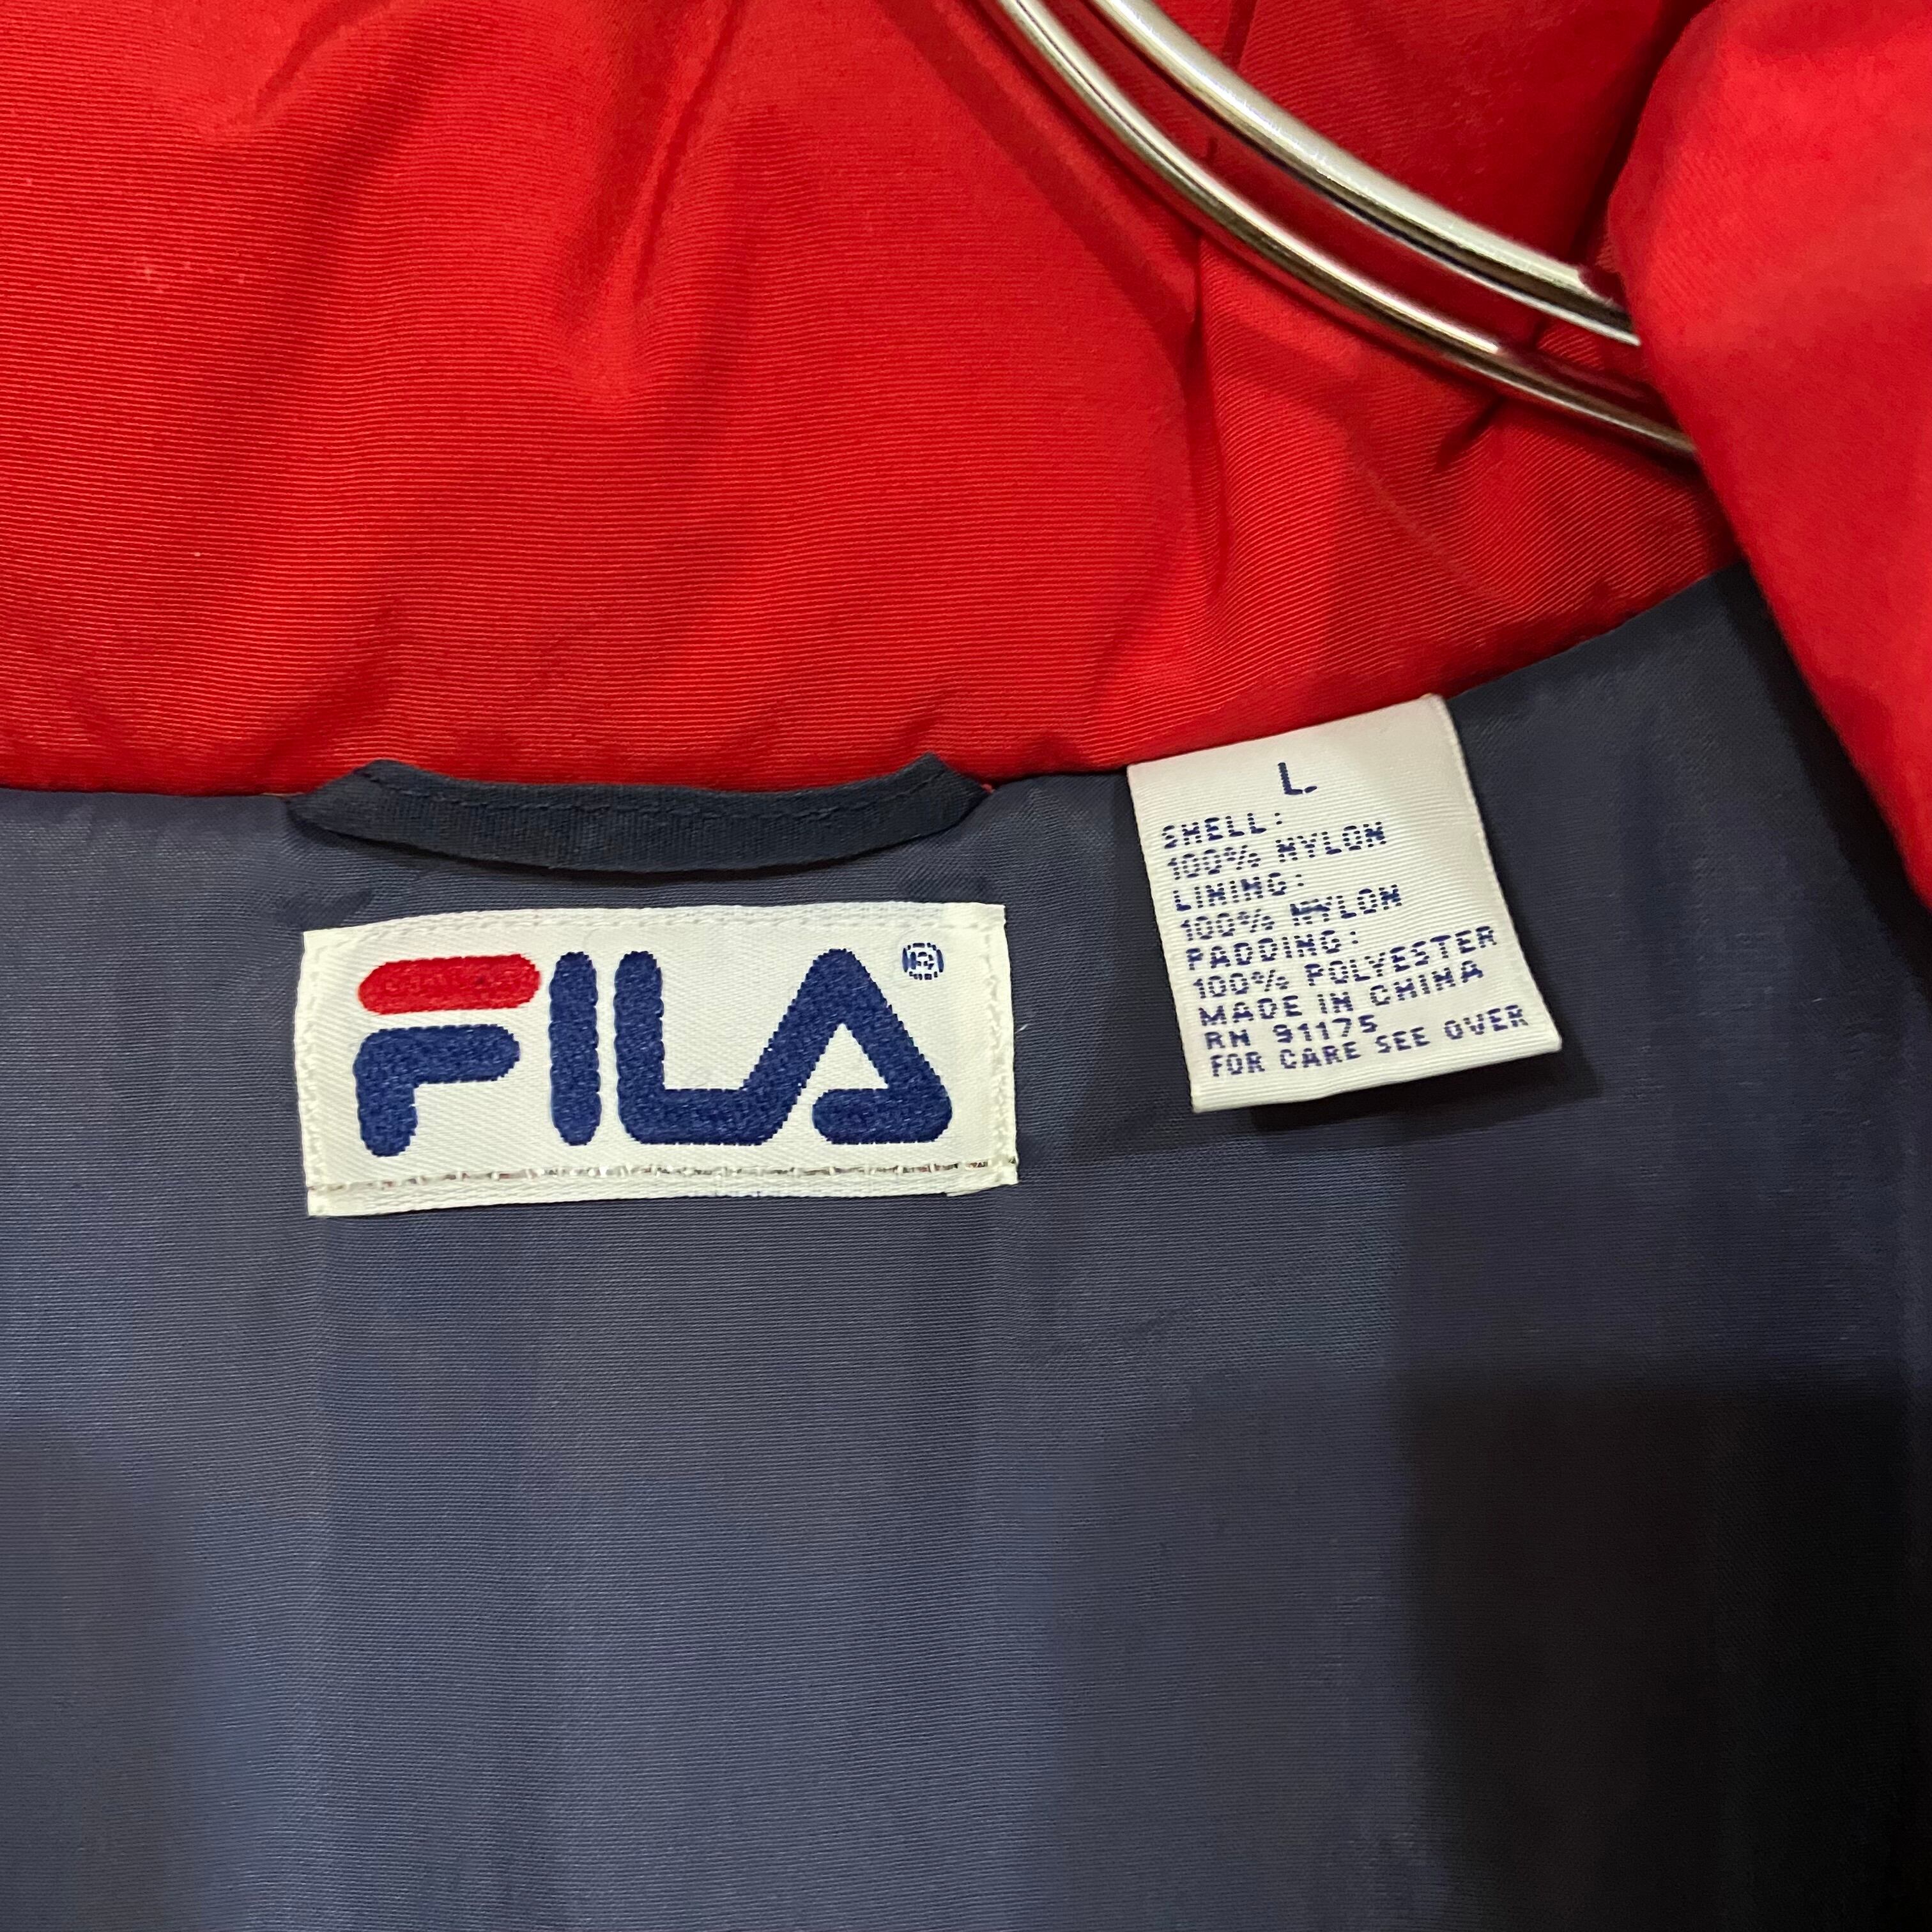 FILA®
L
SHELL:
100% NYLON
LINING:
100% NYLON
PADDING:
100% POLYESTER
MADE IN CHINA
RN 91175
FOR CARE SEE OVER